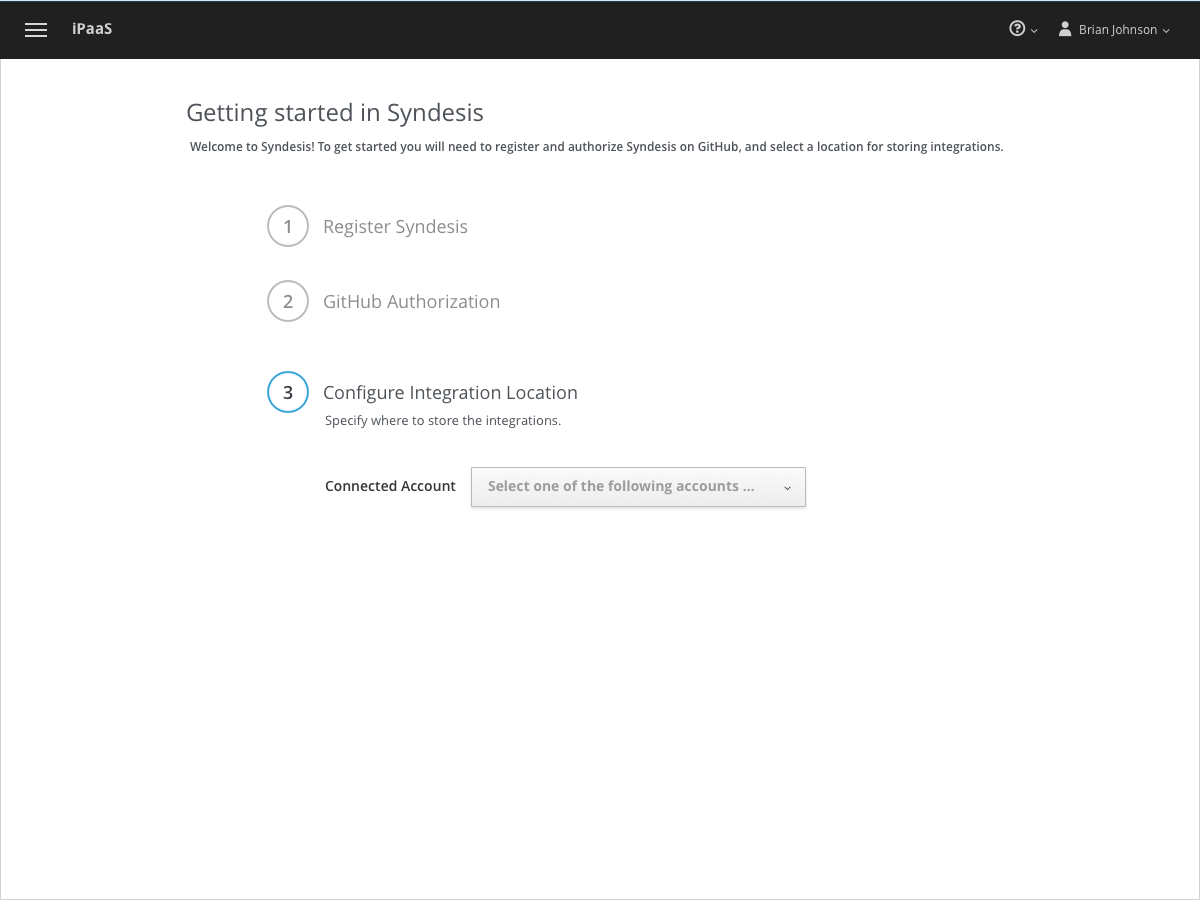 iPaaS
Brian Johnson
Getting started in Syndesis
Welcome to Syndesis! To get started you will need to register and authorize Syndesis on GitHub, and select a location for storing integrations.
1 Register Syndesis
2 GitHub Authorization
3 Configure Integration Location
Specify where to store the integrations.
Connected Account Select one of the following accounts ...